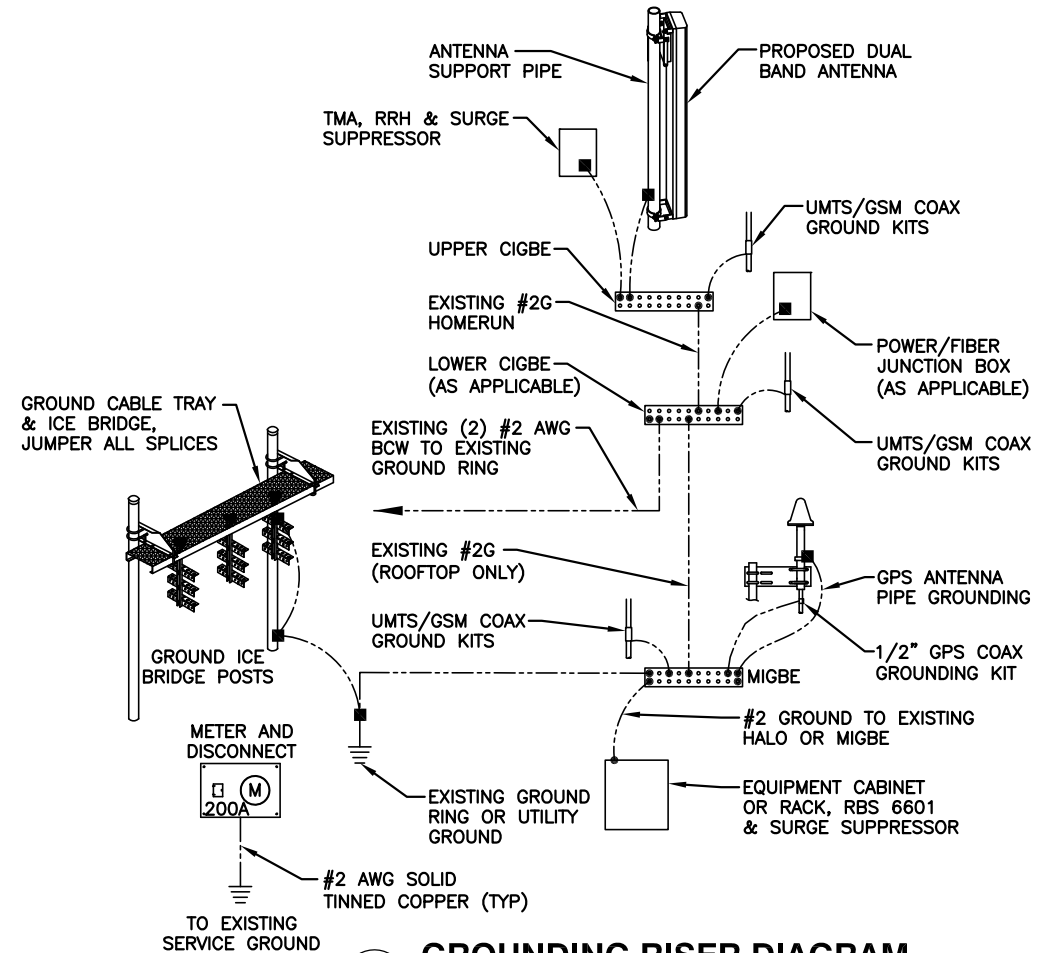 ANTENNA
SUPPORT PIPE
PROPOSED DUAL
BAND ANTENNA
TMA, RRH & SURGE
SUPPRESSOR
UMTS/GSM COAX
GROUND KITS
UPPER CIGBE
EXISTING #2G
HOMERUN
POWER/FIBER
JUNCTION BOX
(AS APPLICABLE)
LOWER CIGBE
(AS APPLICABLE)
GROUND CABLE TRAY
& ICE BRIDGE,
JUMPER ALL SPLICES
EXISTING (2) #2 AWG
BCW TO EXISTING
GROUND RING
UMTS/GSM COAX
GROUND KITS
EXISTING #2G
(ROOFTOP ONLY)
GPS ANTENNA
PIPE GROUNDING
UMTS/GSM COAX
GROUND KITS
1/2" GPS COAX
GROUNDING KIT
GROUND ICE
BRIDGE POSTS
MIGBE
#2 GROUND TO EXISTING
HALO OR MIGBE
METER AND
DISCONNECT
M
200A
EXISTING GROUND
RING OR UTILITY
GROUND
EQUIPMENT CABINET
OR RACK, RBS 6601
& SURGE SUPPRESSOR
#2 AWG SOLID
TINNED COPPER (TYP)
TO EXISTING
SERVICE GROUND
GROUNDING RISER DIAGRAM